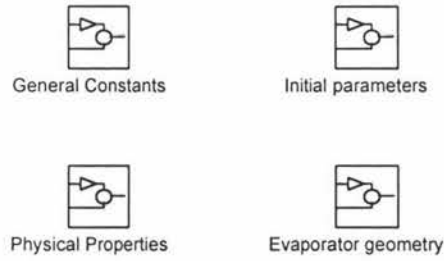 General Constants
Initial parameters
Physical Properties
Evaporator geometry